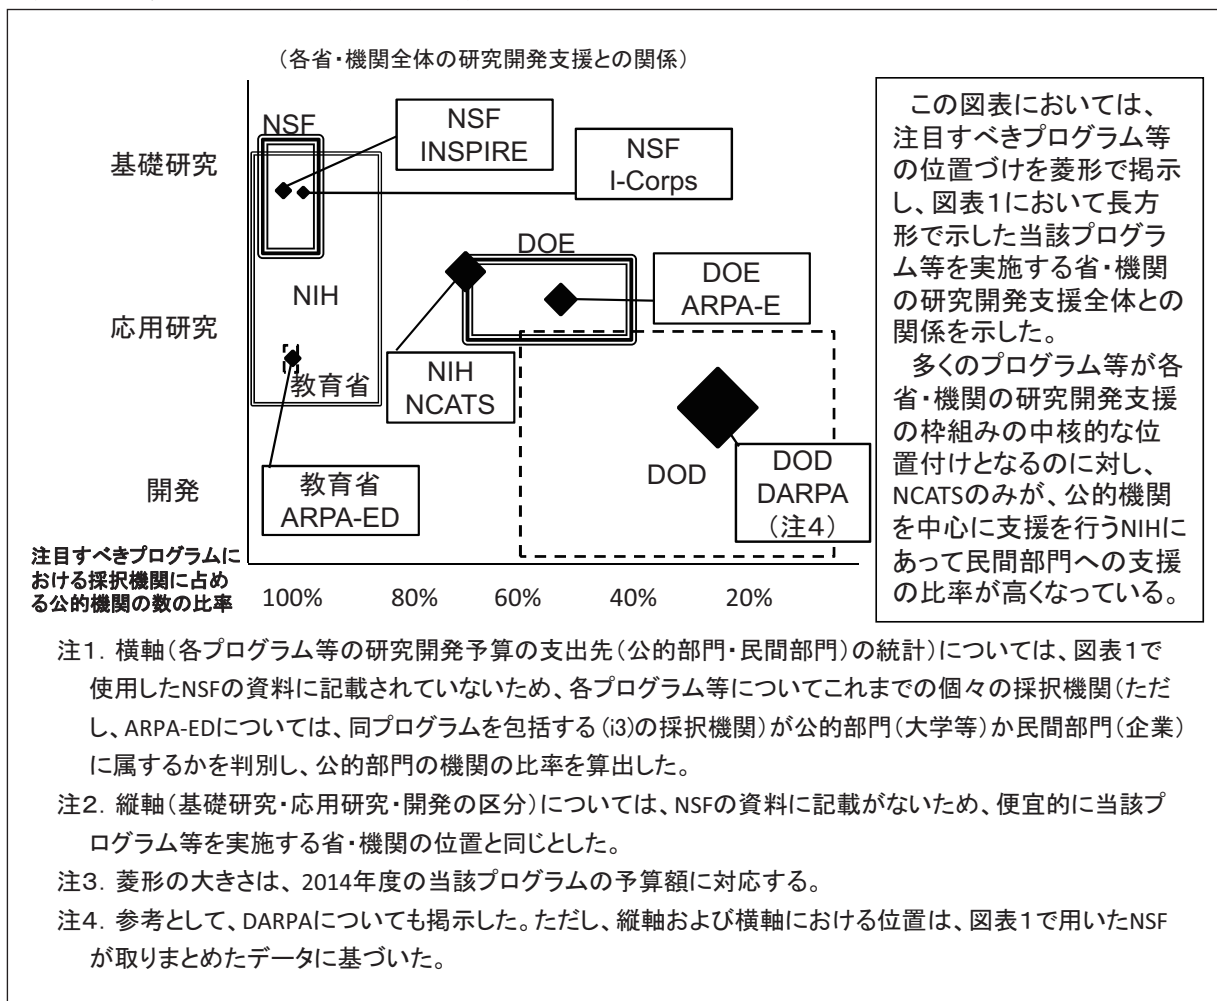 （各省・機関全体の研究開発支援との関係）
NSF
NSF
INSPIRE
NSF
I-Corps
基礎研究
DOE
NIH
DOE
ARPA-E
応用研究
教育省
NIH
NCATS
DOD
DOD
DARPA
（注４）
開発
教育省
ARPA-ED
注目すべきプログラムに
おける採択機関に占め
る公的機関の数の比率
100% 80% 60% 40% 20%
この図表においては、
注目すべきプログラム等
の位置づけを菱形で掲示
し、図表１において長方
形で示した当該プログラ
ム等を実施する省・機関
の研究開発支援全体との
関係を示した。
多くのプログラム等が各
省・機関の研究開発支援
の枠組みの中核的な位
置付けとなるのに対し、
NCATSのみが、公的機関
を中心に支援を行うNIHに
あって民間部門への支援
の比率が高くなっている。
注１．横軸（各プログラム等の研究開発予算の支出先（公的部門・民間部門）の統計）については、図表１で
使用したNSFの資料に記載されていないため、各プログラム等についてこれまでの個々の採択機関（ただ
し、ARPA-EDについては、同プログラムを包括する（i3）の採択機関）が公的部門（大学等）か民間部門（企業）
に属するかを判別し、公的部門の機関の比率を算出した。
注２．縦軸（基礎研究・応用研究・開発の区分）については、NSFの資料に記載がないため、便宜的に当該プ
ログラム等を実施する省・機関の位置と同じとした。
注３．菱形の大きさは、2014年度の当該プログラムの予算額に対応する。
注４．参考として、DARPAについても掲示した。ただし、縦軸および横軸における位置は、図表１で用いたNSF
が取りまとめたデータに基づいた。